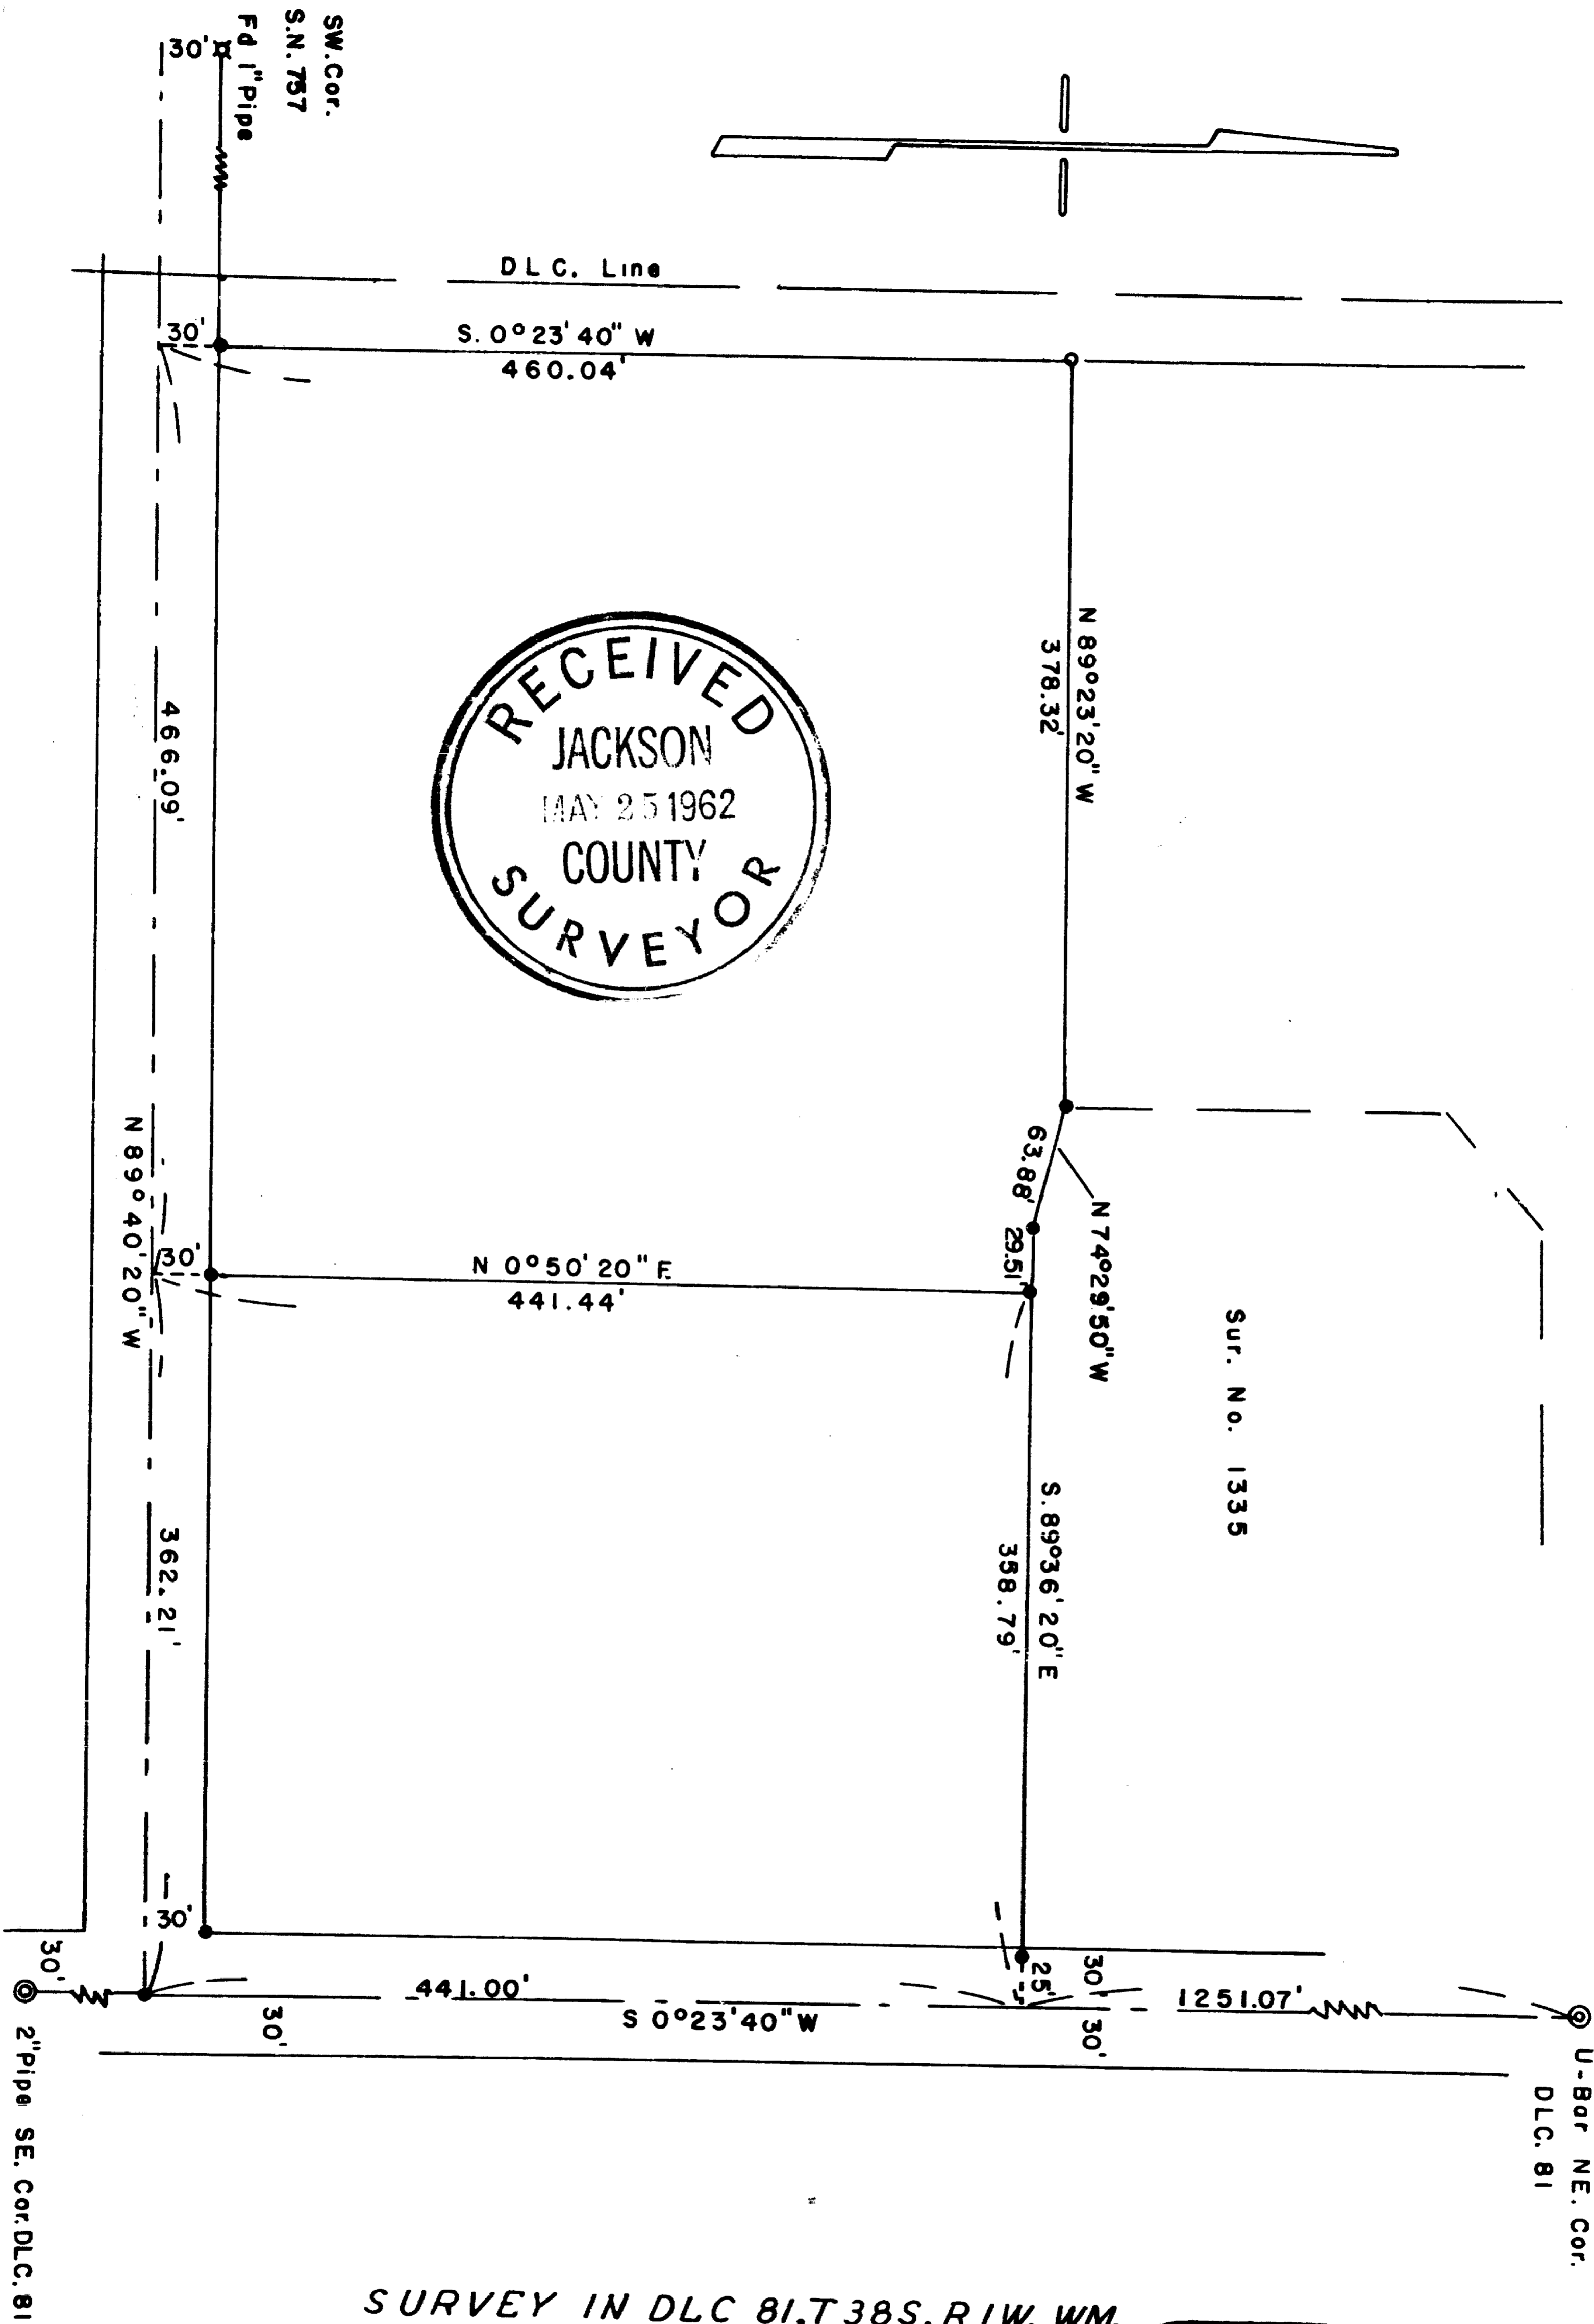 SW. Cor.
S.N. 757
Fd 1" Pipe
30'
DLC. Line
30'
S. 0°23'40" W
460.04'
N 89°23'20" W
378.32'
RECEIVED
JACKSON
MAY 25 1962
COUNTY
SURVEYOR
466.09'
N 89°40'20" W
63.88'
N 74°29'50" W
29.51'
30'
N 0°50'20" E
441.44'
Sur. No. 1335
S. 89°36'20" E
358.79'
362.21'
30'
30'
441.00'
S 0°23'40" W
30'
25'
30'
30'
1251.07'
U-Bar NE. Cor.
DLC. 81
2" Pipe SE. Cor. DLC. 81
SURVEY IN DLC 81, T38S, R1W, WM.